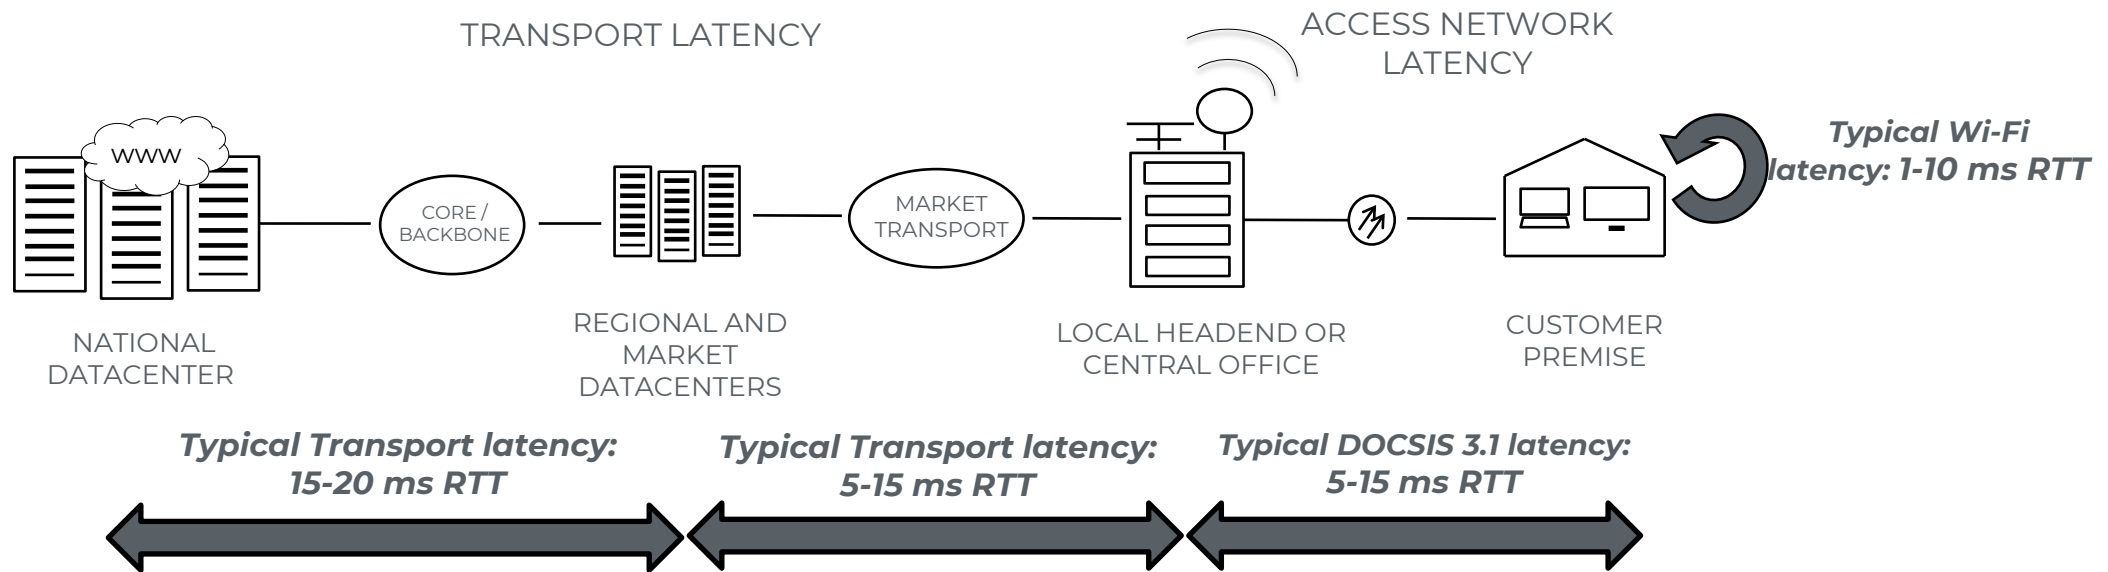 TRANSPORT LATENCY
ACCESS NETWORK
LATENCY
WWW
CORE /
BACKBONE
MARKET
TRANSPORT
Typical Wi-Fi
latency: 1-10 ms RTT
NATIONAL
DATACENTER
REGIONAL AND
MARKET
DATACENTERS
LOCAL HEADEND OR
CENTRAL OFFICE
CUSTOMER
PREMISE
Typical Transport latency:
15-20 ms RTT
Typical Transport latency:
5-15 ms RTT
Typical DOCSIS 3.1 latency:
5-15 ms RTT